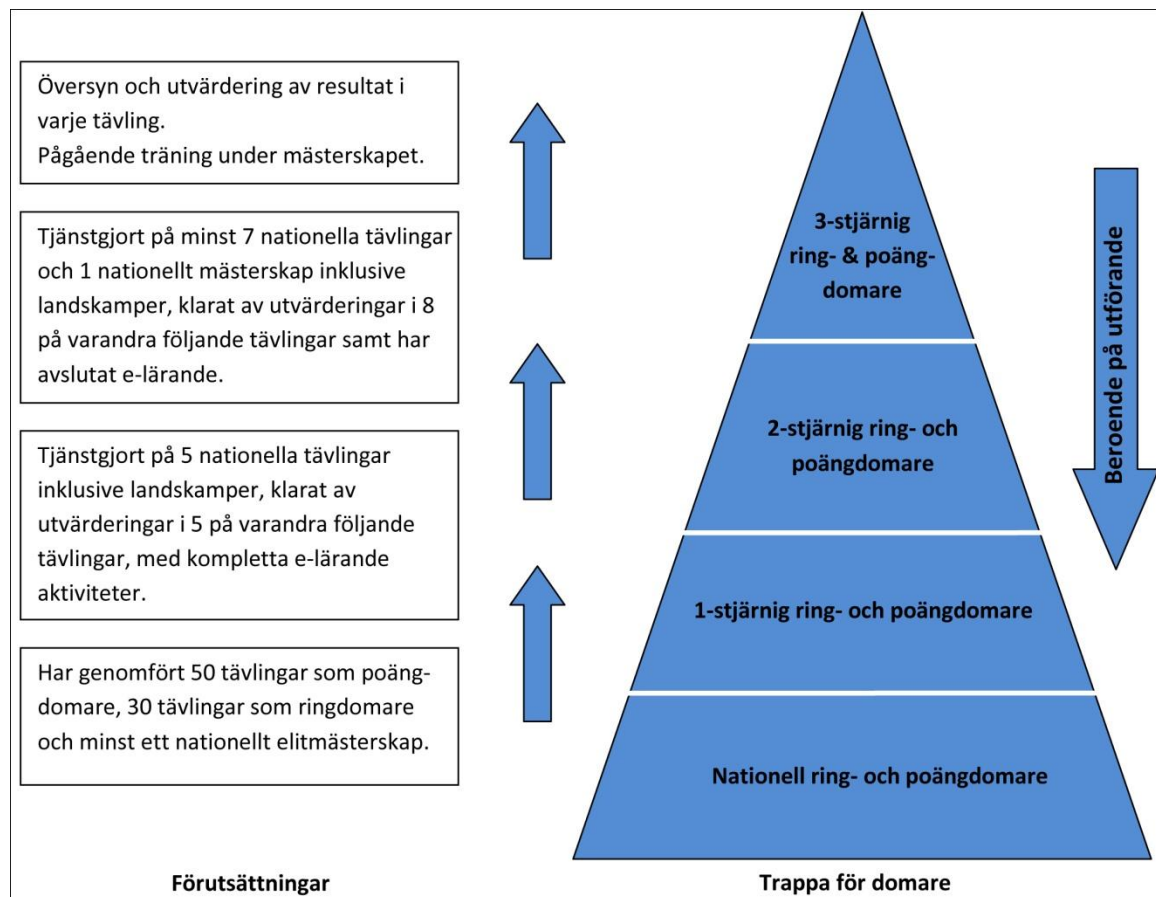 Översyn och utvärdering av resultat i
varje tävling.
Pågående träning under mästerskapet.
Tjänstgjort på minst 7 nationella tävlingar
och 1 nationellt mästerskap inklusive
landskamper, klarat av utvärderingar i 8
på varandra följande tävlingar samt har
avslutat e-lärande.
Tjänstgjort på 5 nationella tävlingar
inklusive landskamper, klarat av
utvärderingar i 5 på varandra följande
tävlingar, med kompletta e-lärande
aktiviteter.
Har genomfört 50 tävlingar som poäng-
domare, 30 tävlingar som ringdomare
och minst ett nationellt elitmästerskap.
Förutsättningar
3-stjärnig
ring- & poäng-
domare
2-stjärnig ring- och
poängdomare
1-stjärnig ring- och poängdomare
Nationell ring- och poängdomare
Trappa för domare
Beroende på utförande